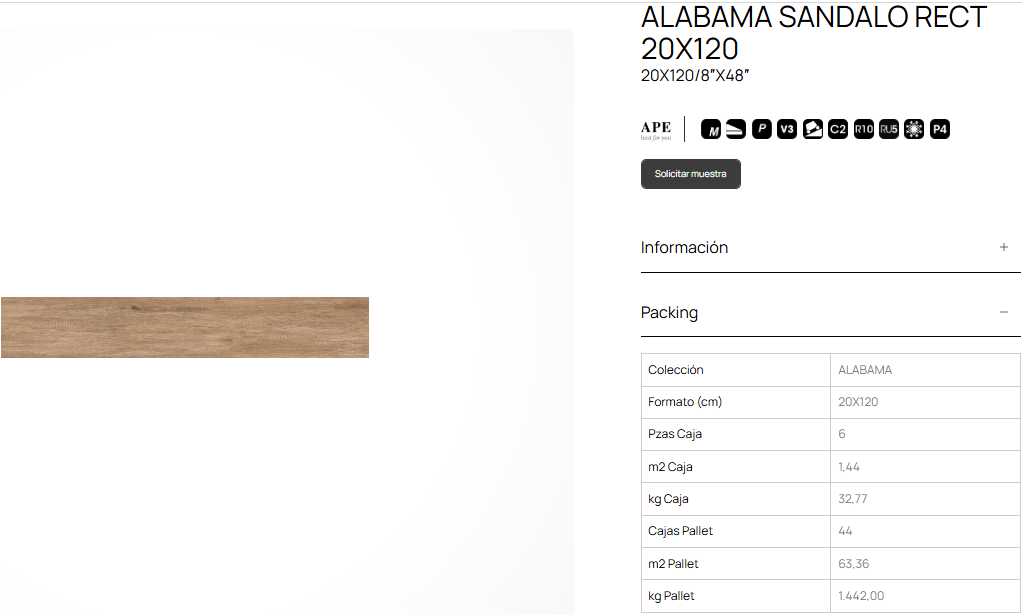 ALABAMA SANDALO RECT
20X120
20X120/8″X48″
APE
best for you
M P V3 C2 R10 RU5 P4
Solicitar muestra
Información +
Packing −
Colección ALABAMA
Formato (cm) 20X120
Pzas Caja 6
m2 Caja 1,44
kg Caja 32,77
Cajas Pallet 44
m2 Pallet 63,36
kg Pallet 1.442,00